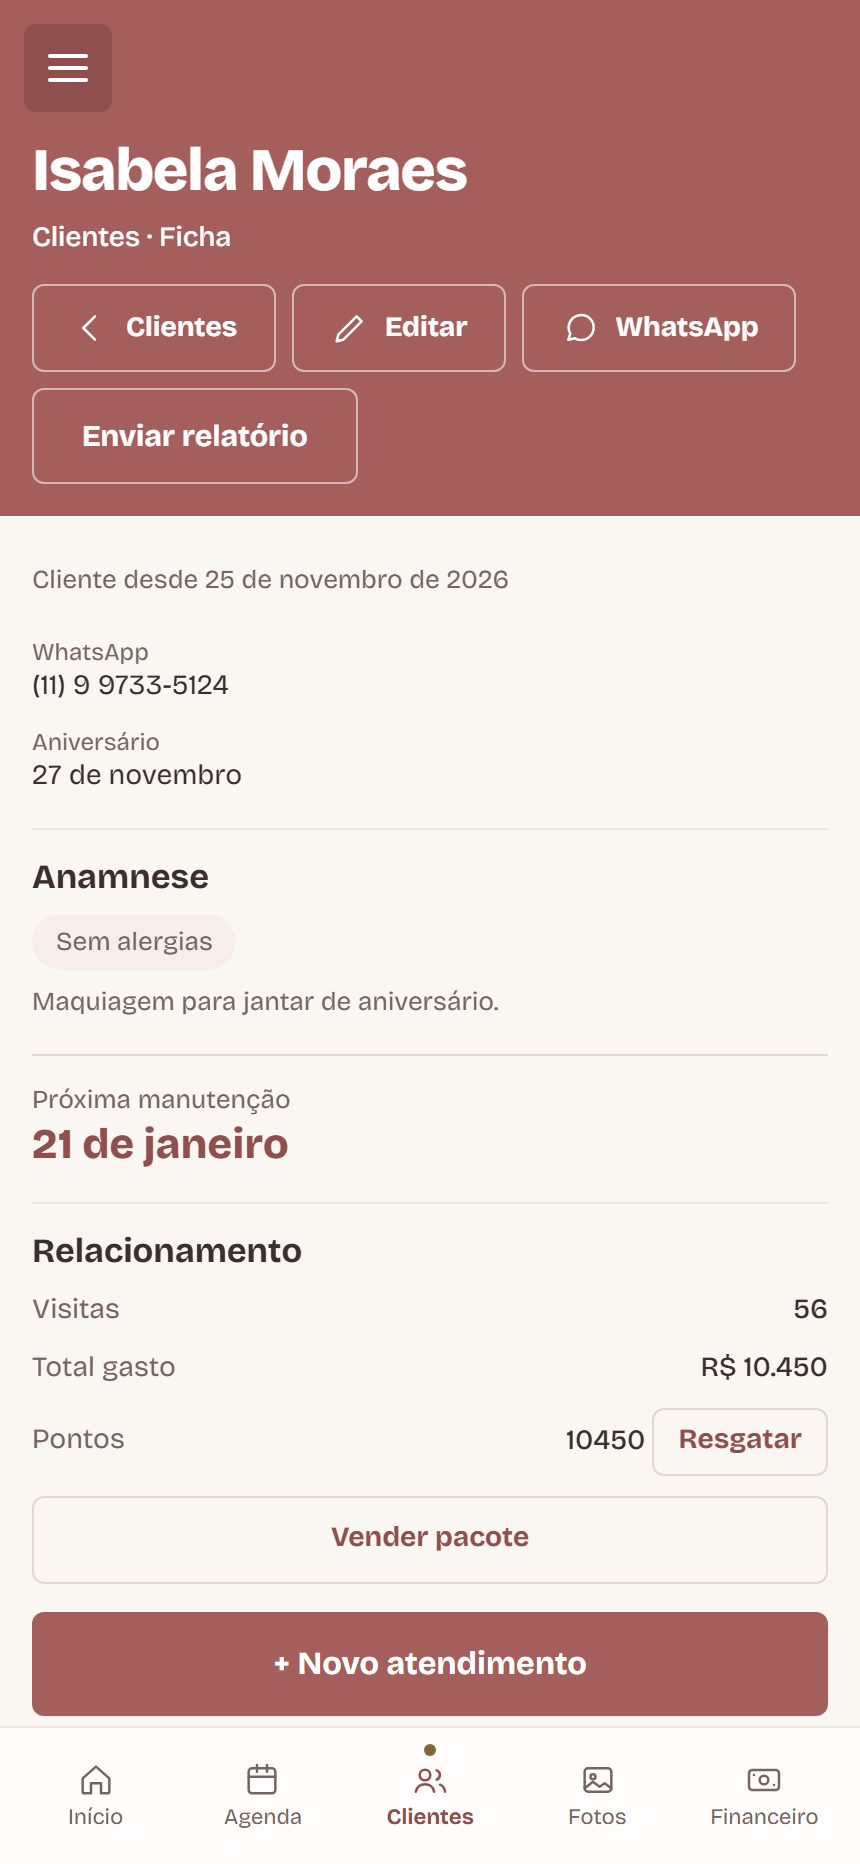 Isabela Moraes
Clientes · Ficha
Clientes
Editar
WhatsApp
Enviar relatório
Cliente desde 25 de novembro de 2026
WhatsApp
(11) 9 9733-5124
Aniversário
27 de novembro
Anamnese
Sem alergias
Maquiagem para jantar de aniversário.
Próxima manutenção
21 de janeiro
Relacionamento
Visitas 56
Total gasto R$ 10.450
Pontos 10450 Resgatar
Vender pacote
+ Novo atendimento
Início Agenda Clientes Fotos Financeiro